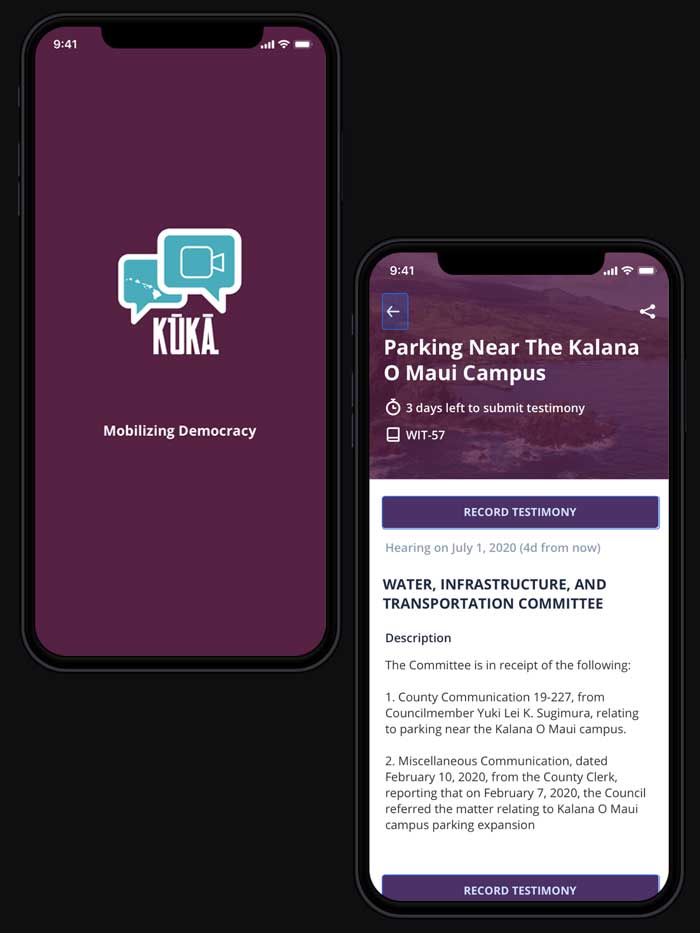 9:41
KŪKĀ
Mobilizing Democracy
9:41
Parking Near The Kalana
O Maui Campus
3 days left to submit testimony
WIT-57
RECORD TESTIMONY
Hearing on July 1, 2020 (4d from now)
WATER, INFRASTRUCTURE, AND
TRANSPORTATION COMMITTEE
Description
The Committee is in receipt of the following:
1. County Communication 19-227, from
Councilmember Yuki Lei K. Sugimura, relating
to parking near the Kalana O Maui campus.
2. Miscellaneous Communication, dated
February 10, 2020, from the County Clerk,
reporting that on February 7, 2020, the Council
referred the matter relating to Kalana O Maui
campus parking expansion
RECORD TESTIMONY